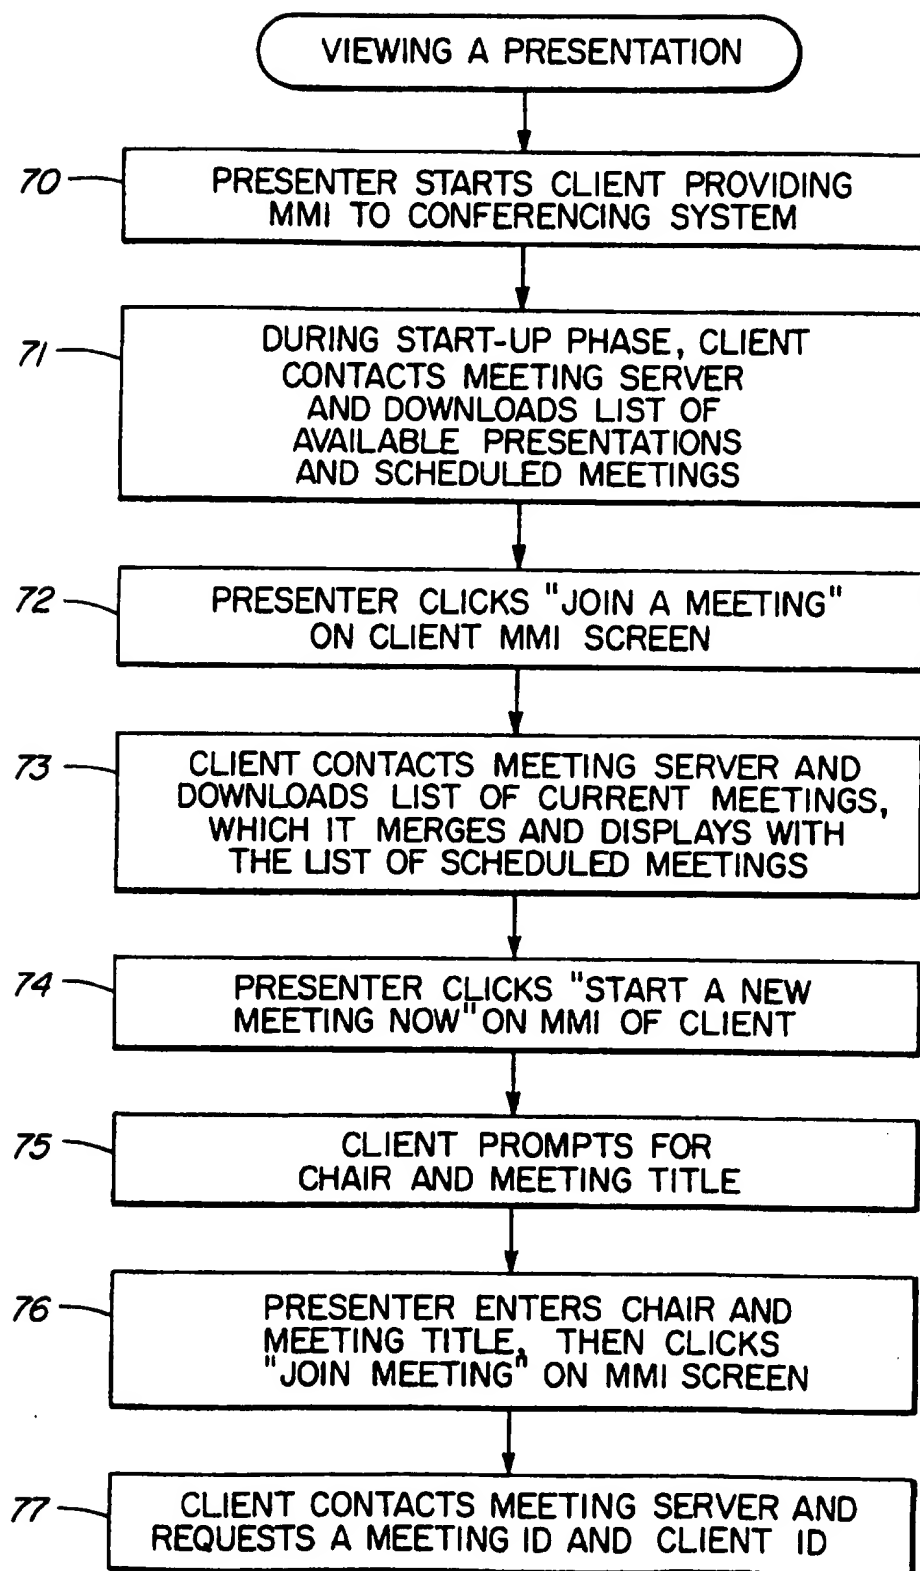 VIEWING A PRESENTATION
70
PRESENTER STARTS CLIENT PROVIDING
MMI TO CONFERENCING SYSTEM
71
DURING START-UP PHASE, CLIENT
CONTACTS MEETING SERVER
AND DOWNLOADS LIST OF
AVAILABLE PRESENTATIONS
AND SCHEDULED MEETINGS
72
PRESENTER CLICKS "JOIN A MEETING"
ON CLIENT MMI SCREEN
73
CLIENT CONTACTS MEETING SERVER AND
DOWNLOADS LIST OF CURRENT MEETINGS,
WHICH IT MERGES AND DISPLAYS WITH
THE LIST OF SCHEDULED MEETINGS
74
PRESENTER CLICKS "START A NEW
MEETING NOW" ON MMI OF CLIENT
75
CLIENT PROMPTS FOR
CHAIR AND MEETING TITLE
76
PRESENTER ENTERS CHAIR AND
MEETING TITLE, THEN CLICKS
"JOIN MEETING" ON MMI SCREEN
77
CLIENT CONTACTS MEETING SERVER AND
REQUESTS A MEETING ID AND CLIENT ID